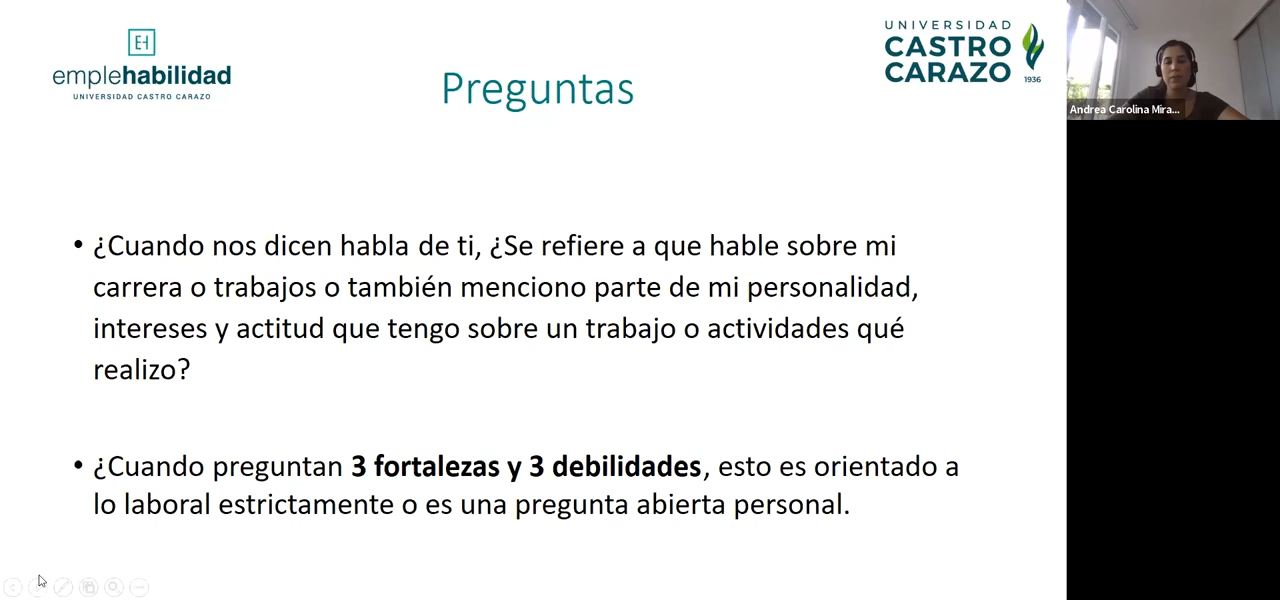 EH
emplehabilidad
UNIVERSIDAD CASTRO CARAZO
Preguntas
UNIVERSIDAD
CASTRO
CARAZO
1936
Andrea Carolina Mira...
• ¿Cuando nos dicen habla de ti, ¿Se refiere a que hable sobre mi
carrera o trabajos o también menciono parte de mi personalidad,
intereses y actitud que tengo sobre un trabajo o actividades qué
realizo?
• ¿Cuando preguntan 3 fortalezas y 3 debilidades, esto es orientado a
lo laboral estrictamente o es una pregunta abierta personal.